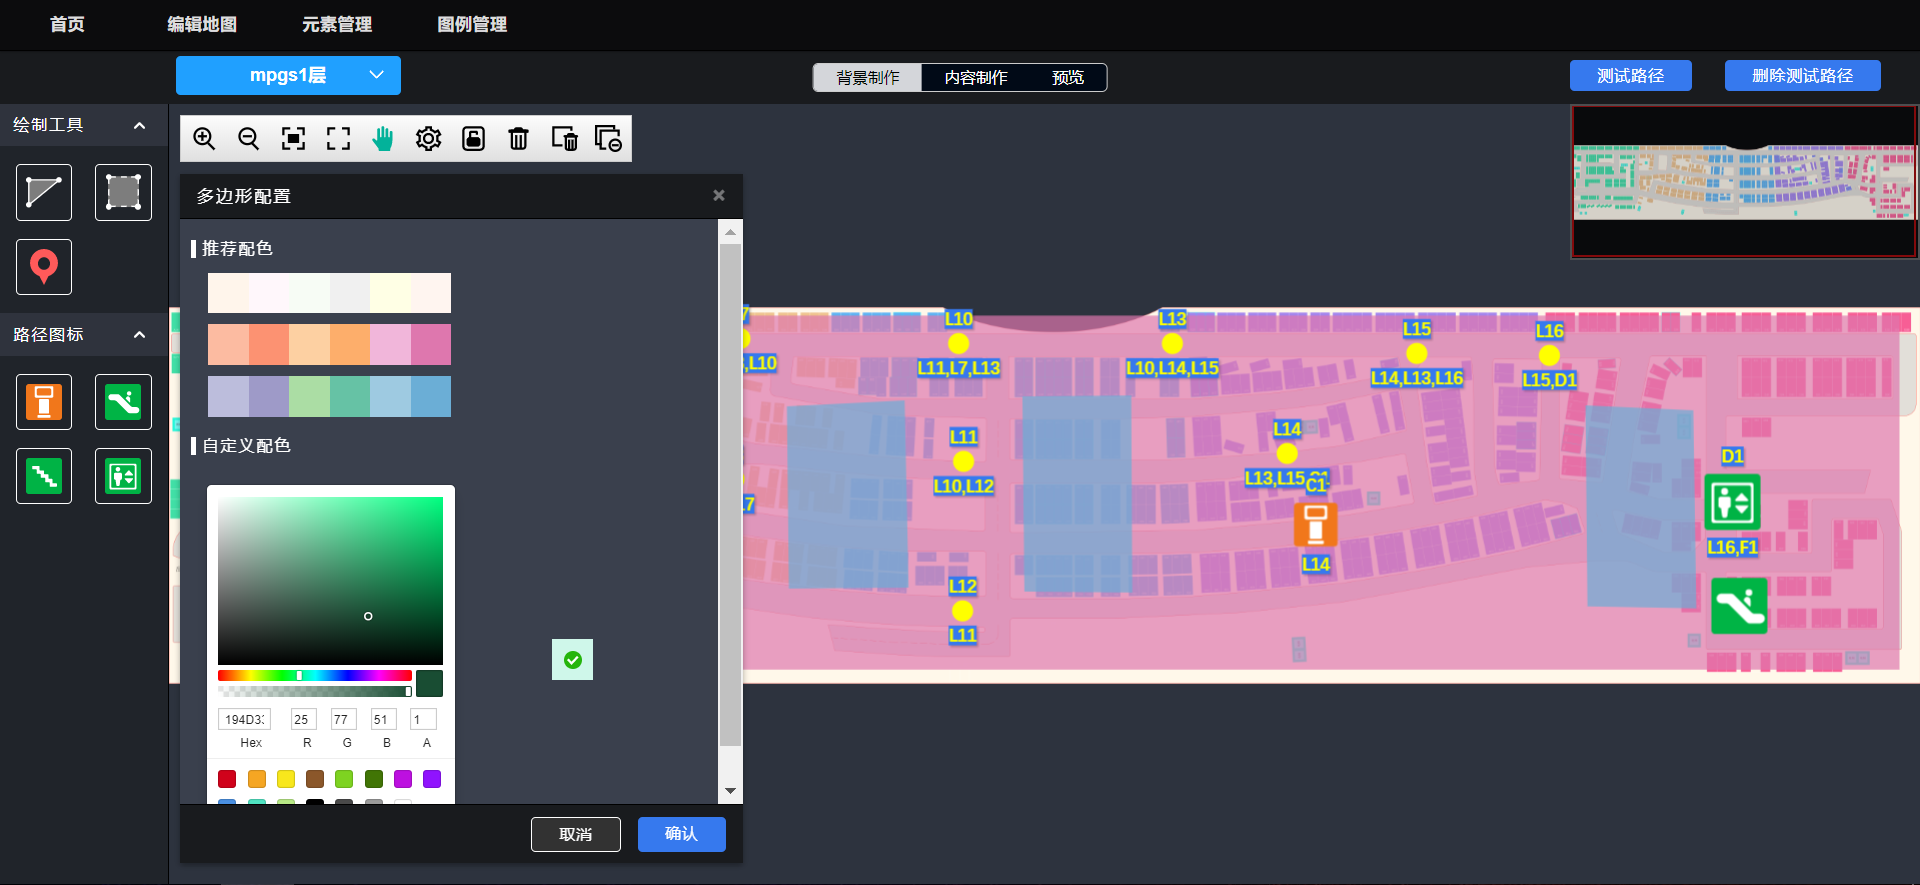 首页 编辑地图 元素管理 图例管理
mpgs1层 背景制作 内容制作 预览 测试路径 删除测试路径
绘制工具
多边形配置
推荐配色
路径图标
自定义配色
194D3 25 77 51 1
Hex R G B A
取消 确认
L10
L11,L7,L13
L13
L10,L14,L15
L15
L14,L13,L16
L16
L15,D1
,L10
L11
L10,L12
L14
L13,L15
C1
L14
D1
L16,F1
L12
L11